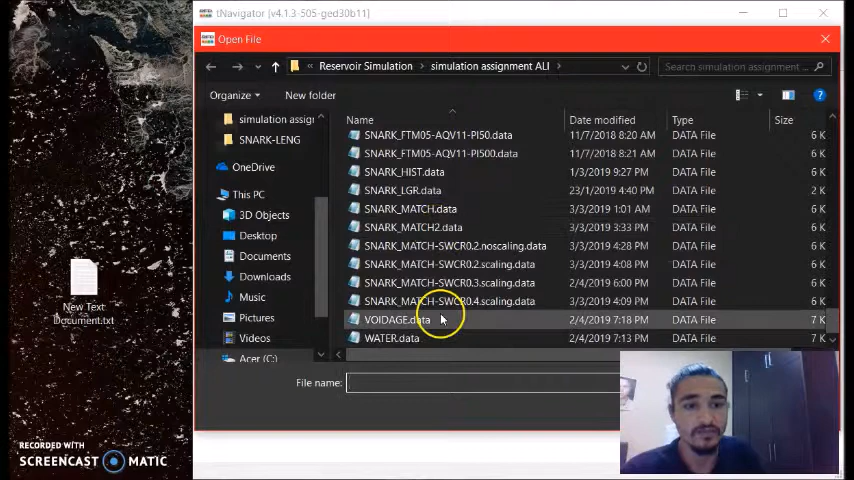 tNavigator [v4.1.3-505-ged30b11]
Open File
« Reservoir Simulation › simulation assignment ALI ›
Search simulation assignment ...
Organize
New folder
Name
Date modified
Type
Size
simulation assig
SNARK-LENG
OneDrive
This PC
3D Objects
Desktop
Documents
Downloads
Music
Pictures
Videos
Acer (C:)
SNARK_FTM05-AQV11-PI50.data 11/7/2018 8:20 AM DATA File 6 K
SNARK_FTM05-AQV11-PI500.data 11/7/2018 8:21 AM DATA File 6 K
SNARK_HIST.data 1/3/2019 9:27 PM DATA File 6 K
SNARK_LGR.data 23/1/2019 4:40 PM DATA File 2 K
SNARK_MATCH.data 3/3/2019 1:01 AM DATA File 6 K
SNARK_MATCH2.data 3/3/2019 3:33 PM DATA File 6 K
SNARK_MATCH-SWCR0.2.noscaling.data 3/3/2019 4:28 PM DATA File 6 K
SNARK_MATCH-SWCR0.2.scaling.data 3/3/2019 4:08 PM DATA File 6 K
SNARK_MATCH-SWCR0.3.scaling.data 2/4/2019 6:00 PM DATA File 6 K
SNARK_MATCH-SWCR0.4.scaling.data 3/3/2019 4:09 PM DATA File 6 K
VOIDAGE.data 2/4/2019 7:18 PM DATA File 7 K
WATER.data 2/4/2019 7:13 PM DATA File 7 K
File name:
New Text
Document.txt
RECORDED WITH
SCREENCAST MATIC